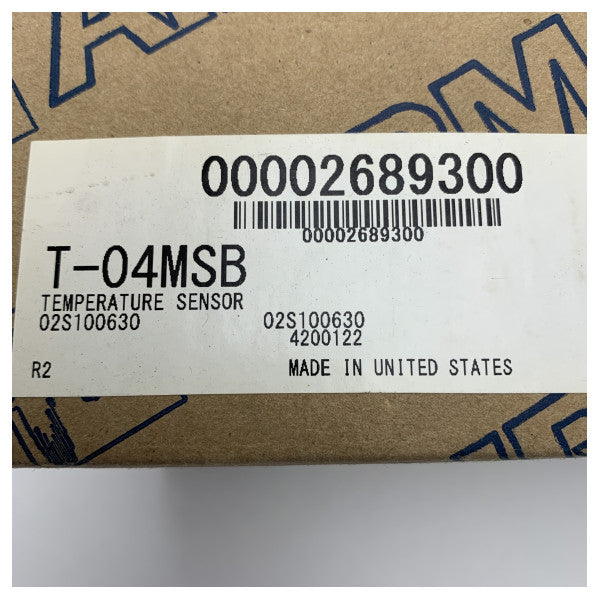 00002689300
00002689300
T-04MSB
TEMPERATURE SENSOR
02S100630 02S100630
4200122
R2 MADE IN UNITED STATES